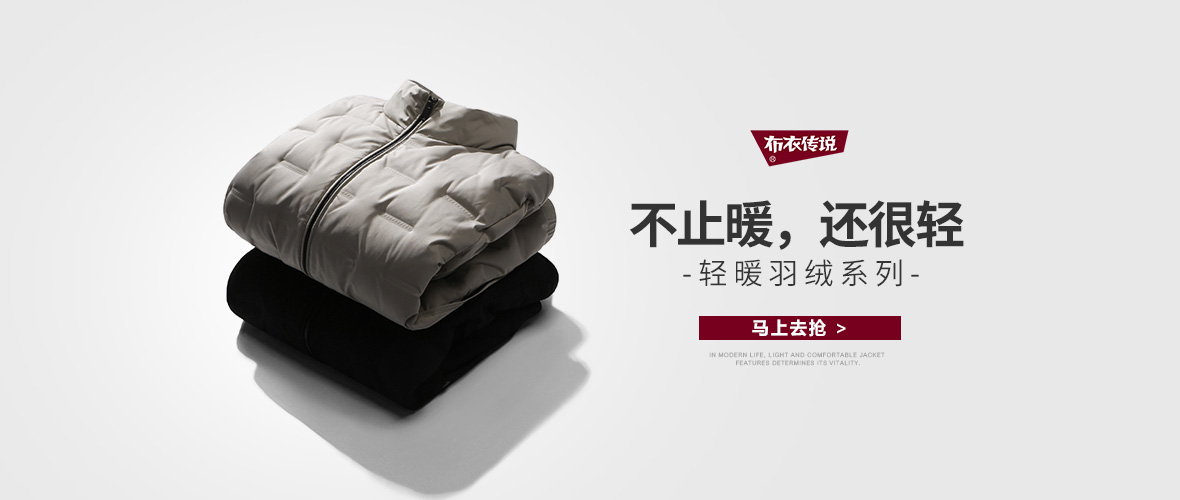 布衣传说
®
不止暖，还很轻
-轻暖羽绒系列-
马上去抢 >
IN MODERN LIFE, LIGHT AND COMFORTABLE JACKET
FEATURES DETERMINES ITS VITALITY.